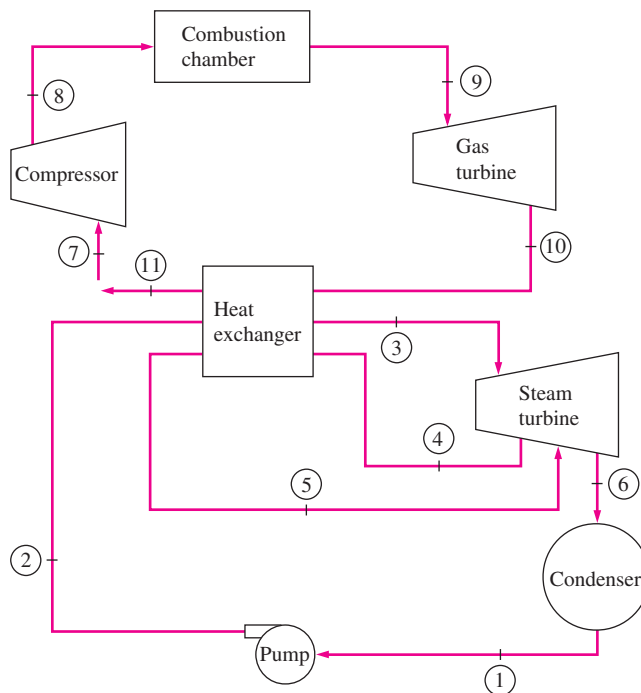 Combustion
chamber
8
9
Gas
turbine
Compressor
7
11
10
Heat
exchanger
3
Steam
turbine
4
5
6
2
Condenser
Pump
1